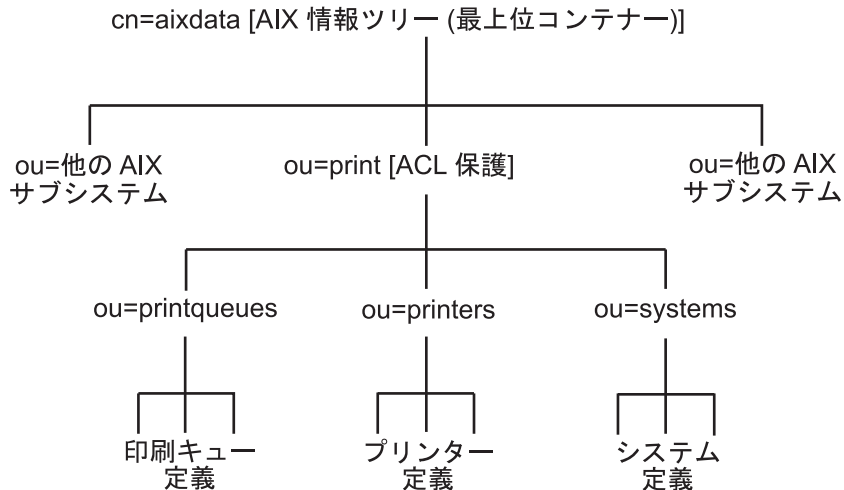 cn=aixdata [AIX 情報ツリー (最上位コンテナー)]
ou=他の AIX
サブシステム
ou=print [ACL 保護]
ou=他の AIX
サブシステム
ou=printqueues
ou=printers
ou=systems
印刷キュー
定義
プリンター
定義
システム
定義